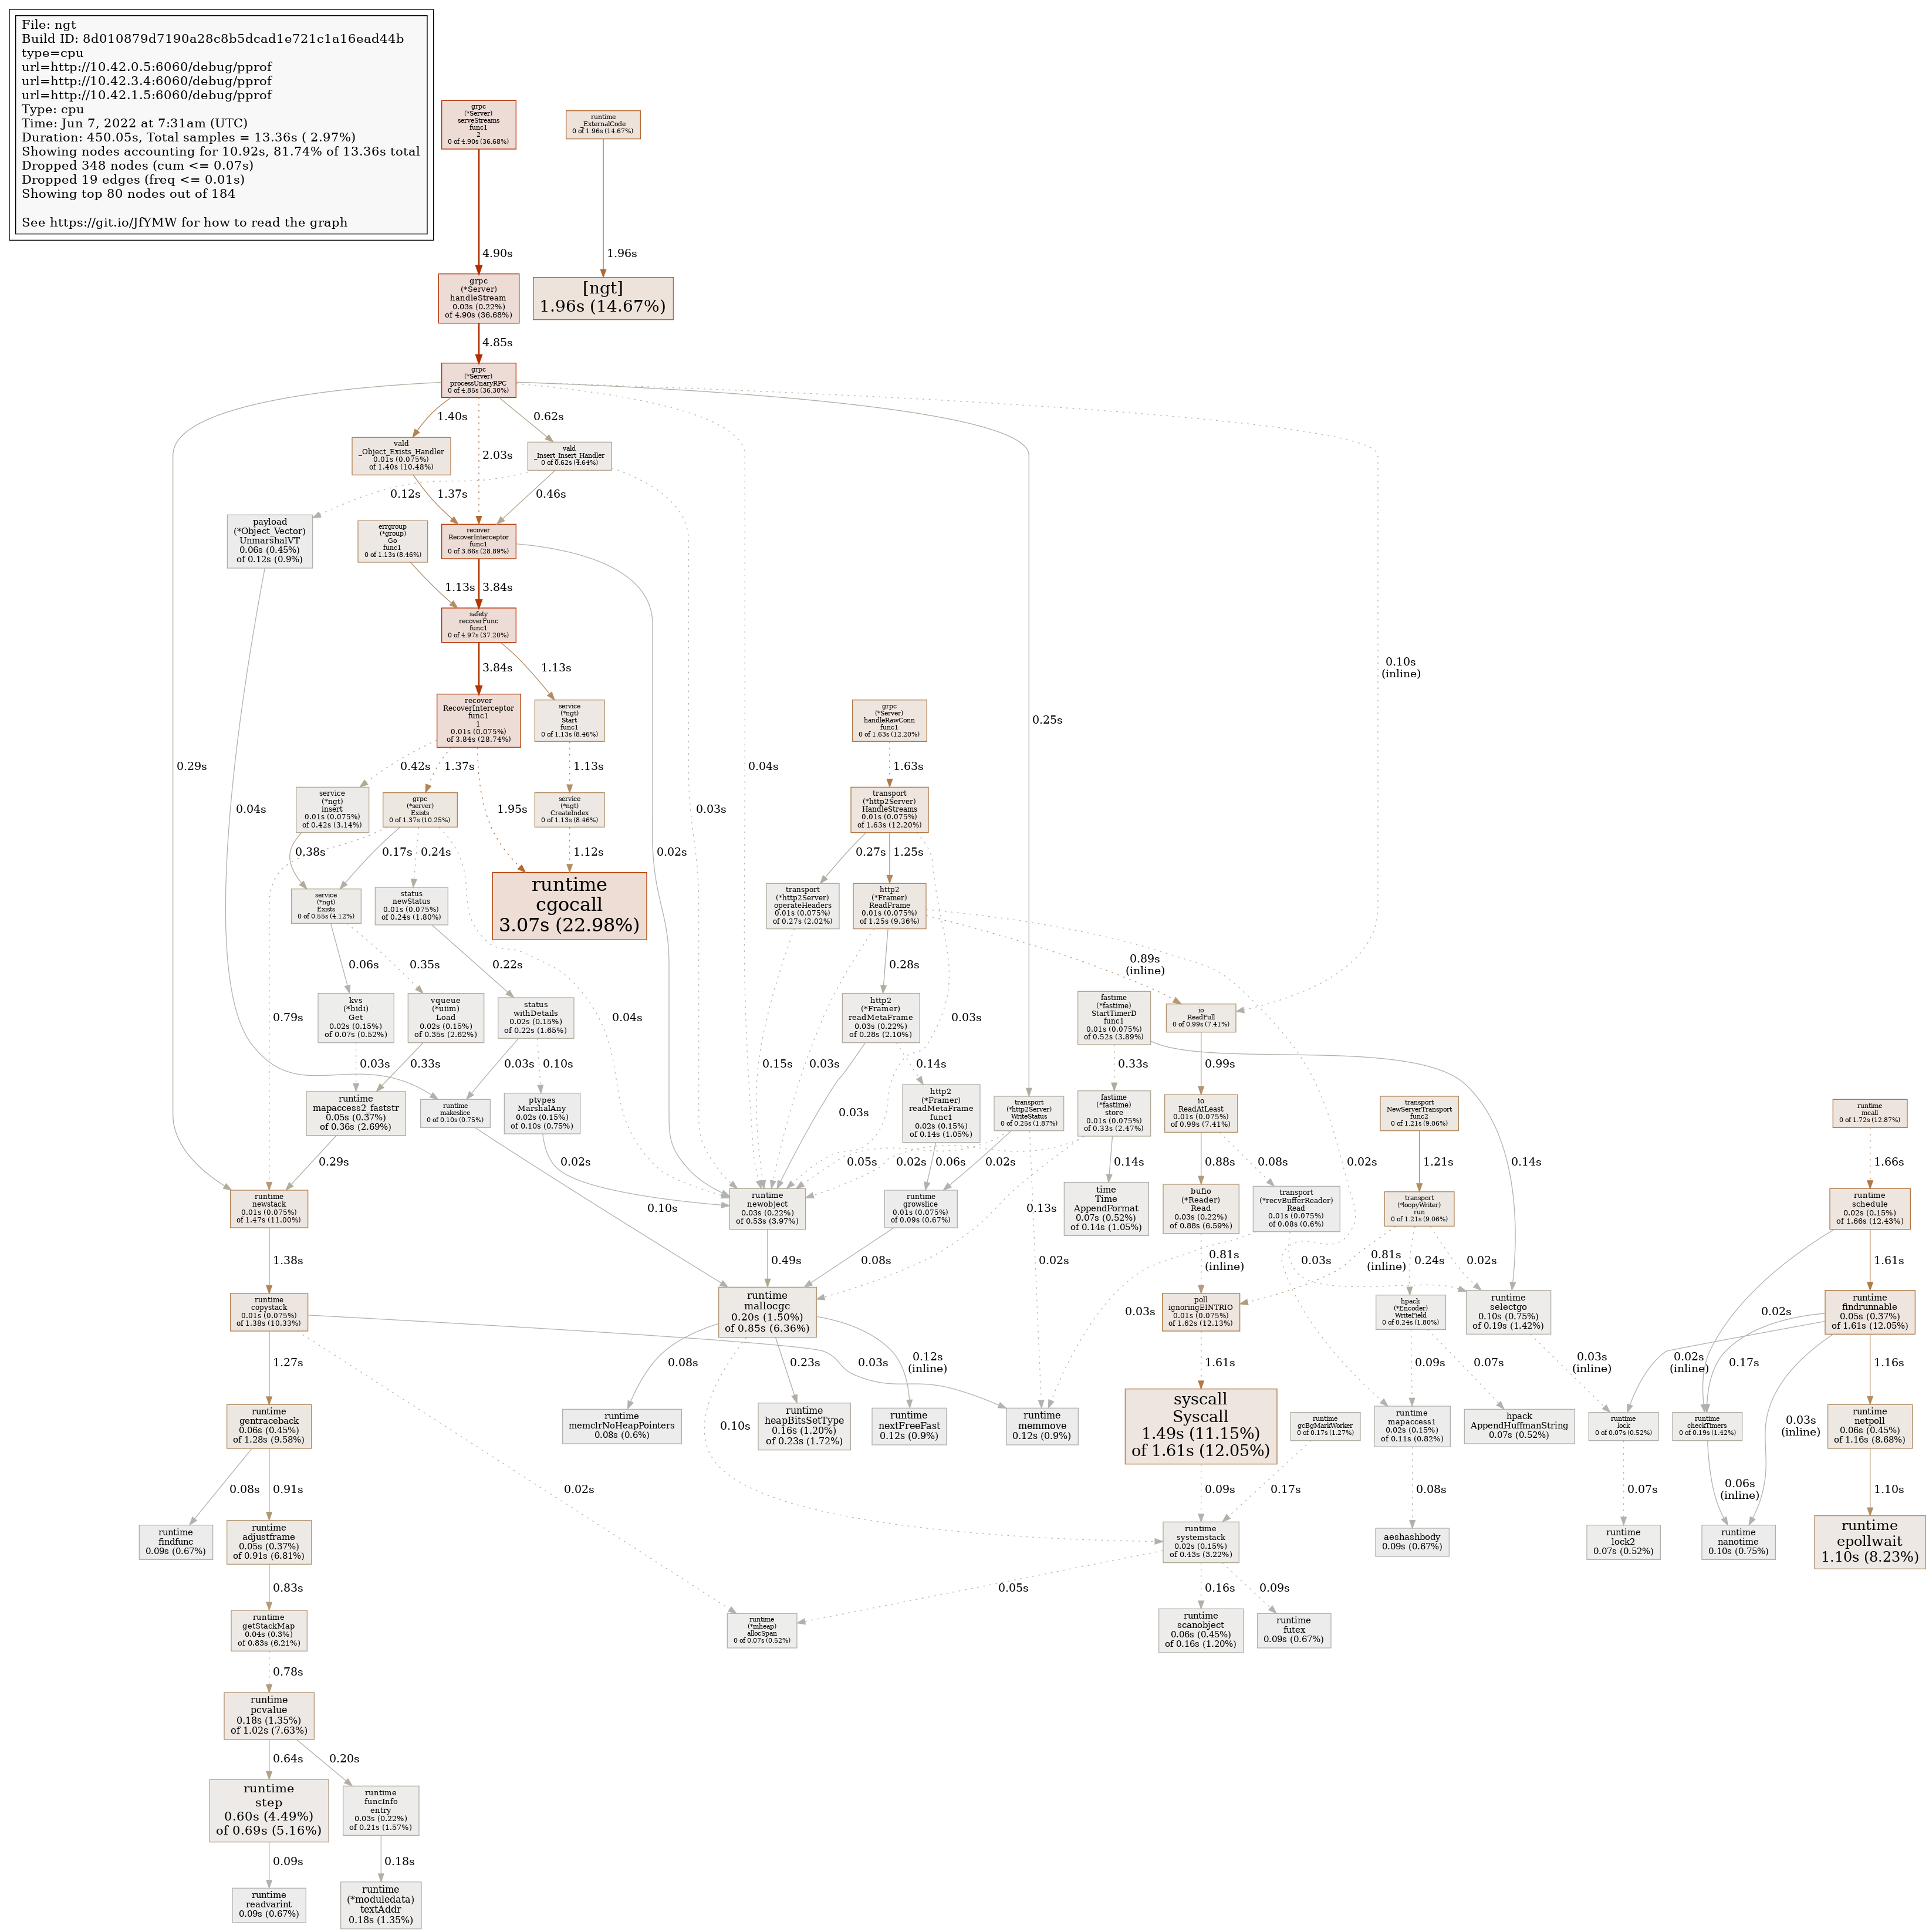 File: ngt
Build ID: 8d010879d7190a28c8b5dcad1e721c1a16ead44b
type=cpu
url=http://10.42.0.5:6060/debug/pprof
url=http://10.42.3.4:6060/debug/pprof
url=http://10.42.1.5:6060/debug/pprof
Type: cpu
Time: Jun 7, 2022 at 7:31am (UTC)
Duration: 450.05s, Total samples = 13.36s ( 2.97%)
Showing nodes accounting for 10.92s, 81.74% of 13.36s total
Dropped 348 nodes (cum <= 0.07s)
Dropped 19 edges (freq <= 0.01s)
Showing top 80 nodes out of 184
See https://git.io/JfYMW for how to read the graph
grpc
(*Server)
serveStreams
func1
2
0 of 4.90s (36.68%)
runtime
_ExternalCode
0 of 1.96s (14.67%)
4.90s
1.96s
grpc
(*Server)
handleStream
0.03s (0.22%)
of 4.90s (36.68%)
[ngt]
1.96s (14.67%)
4.85s
grpc
(*Server)
processUnaryRPC
0 of 4.85s (36.30%)
1.40s
2.03s
0.62s
vald
_Object_Exists_Handler
0.01s (0.075%)
of 1.40s (10.48%)
vald
_Insert_Insert_Handler
0 of 0.62s (4.64%)
0.12s
1.37s
0.46s
payload
(*Object_Vector)
UnmarshalVT
0.06s (0.45%)
of 0.12s (0.9%)
errgroup
(*group)
Go
func1
0 of 1.13s (8.46%)
recover
RecoverInterceptor
func1
0 of 3.86s (28.89%)
1.13s
3.84s
safety
recoverFunc
func1
0 of 4.97s (37.20%)
3.84s
1.13s
0.10s
(inline)
recover
RecoverInterceptor
func1
1
0.01s (0.075%)
of 3.84s (28.74%)
service
(*ngt)
Start
func1
0 of 1.13s (8.46%)
grpc
(*Server)
handleRawConn
func1
0 of 1.63s (12.20%)
0.25s
0.29s
0.42s
1.37s
1.13s
0.04s
1.63s
0.04s
service
(*ngt)
insert
0.01s (0.075%)
of 0.42s (3.14%)
grpc
(*server)
Exists
0 of 1.37s (10.25%)
1.95s
service
(*ngt)
CreateIndex
0 of 1.13s (8.46%)
0.03s
transport
(*http2Server)
HandleStreams
0.01s (0.075%)
of 1.63s (12.20%)
0.38s
0.17s
0.24s
1.12s
0.02s
0.27s
1.25s
service
(*ngt)
Exists
0 of 0.55s (4.12%)
status
newStatus
0.01s (0.075%)
of 0.24s (1.80%)
runtime
cgocall
3.07s (22.98%)
transport
(*http2Server)
operateHeaders
0.01s (0.075%)
of 0.27s (2.02%)
http2
(*Framer)
ReadFrame
0.01s (0.075%)
of 1.25s (9.36%)
0.06s
0.35s
0.22s
0.28s
0.89s
(inline)
0.79s
kvs
(*bidi)
Get
0.02s (0.15%)
of 0.07s (0.52%)
vqueue
(*uiim)
Load
0.02s (0.15%)
of 0.35s (2.62%)
status
withDetails
0.02s (0.15%)
of 0.22s (1.65%)
0.04s
http2
(*Framer)
readMetaFrame
0.03s (0.22%)
of 0.28s (2.10%)
0.03s
fastime
(*fastime)
StartTimerD
func1
0.01s (0.075%)
of 0.52s (3.89%)
io
ReadFull
0 of 0.99s (7.41%)
0.03s
0.33s
0.03s
0.10s
0.15s
0.03s
0.14s
0.33s
0.99s
runtime
mapaccess2_faststr
0.05s (0.37%)
of 0.36s (2.69%)
runtime
makeslice
0 of 0.10s (0.75%)
ptypes
MarshalAny
0.02s (0.15%)
of 0.10s (0.75%)
0.03s
http2
(*Framer)
readMetaFrame
func1
0.02s (0.15%)
of 0.14s (1.05%)
transport
(*http2Server)
WriteStatus
0 of 0.25s (1.87%)
fastime
(*fastime)
store
0.01s (0.075%)
of 0.33s (2.47%)
io
ReadAtLeast
0.01s (0.075%)
of 0.99s (7.41%)
transport
NewServerTransport
func2
0 of 1.21s (9.06%)
runtime
mcall
0 of 1.72s (12.87%)
0.29s
0.02s
0.05s
0.06s
0.02s
0.02s
0.14s
0.88s
0.08s
0.02s
1.21s
0.14s
1.66s
runtime
newstack
0.01s (0.075%)
of 1.47s (11.00%)
0.10s
runtime
newobject
0.03s (0.22%)
of 0.53s (3.97%)
runtime
growslice
0.01s (0.075%)
of 0.09s (0.67%)
0.13s
time
Time
AppendFormat
0.07s (0.52%)
of 0.14s (1.05%)
bufio
(*Reader)
Read
0.03s (0.22%)
of 0.88s (6.59%)
transport
(*recvBufferReader)
Read
0.01s (0.075%)
of 0.08s (0.6%)
transport
(*loopyWriter)
run
0 of 1.21s (9.06%)
runtime
schedule
0.02s (0.15%)
of 1.66s (12.43%)
1.38s
0.49s
0.08s
0.02s
0.81s
(inline)
0.03s
0.81s
(inline)
0.24s
0.02s
1.61s
runtime
copystack
0.01s (0.075%)
of 1.38s (10.33%)
runtime
mallocgc
0.20s (1.50%)
of 0.85s (6.36%)
0.03s
poll
ignoringEINTRIO
0.01s (0.075%)
of 1.62s (12.13%)
hpack
(*Encoder)
WriteField
0 of 0.24s (1.80%)
runtime
selectgo
0.10s (0.75%)
of 0.19s (1.42%)
0.02s
runtime
findrunnable
0.05s (0.37%)
of 1.61s (12.05%)
1.27s
0.08s
0.23s
0.12s
(inline)
0.03s
1.61s
0.09s
0.07s
0.03s
(inline)
0.02s
(inline)
0.17s
1.16s
runtime
gentraceback
0.06s (0.45%)
of 1.28s (9.58%)
0.10s
runtime
memclrNoHeapPointers
0.08s (0.6%)
runtime
heapBitsSetType
0.16s (1.20%)
of 0.23s (1.72%)
runtime
nextFreeFast
0.12s (0.9%)
runtime
memmove
0.12s (0.9%)
syscall
Syscall
1.49s (11.15%)
of 1.61s (12.05%)
runtime
gcBgMarkWorker
0 of 0.17s (1.27%)
runtime
mapaccess1
0.02s (0.15%)
of 0.11s (0.82%)
hpack
AppendHuffmanString
0.07s (0.52%)
runtime
lock
0 of 0.07s (0.52%)
runtime
checkTimers
0 of 0.19s (1.42%)
0.03s
(inline)
runtime
netpoll
0.06s (0.45%)
of 1.16s (8.68%)
0.08s
0.91s
0.02s
0.09s
0.17s
0.08s
0.07s
0.06s
(inline)
1.10s
runtime
findfunc
0.09s (0.67%)
runtime
adjustframe
0.05s (0.37%)
of 0.91s (6.81%)
runtime
systemstack
0.02s (0.15%)
of 0.43s (3.22%)
aeshashbody
0.09s (0.67%)
runtime
lock2
0.07s (0.52%)
runtime
nanotime
0.10s (0.75%)
runtime
epollwait
1.10s (8.23%)
0.83s
0.05s
0.16s
0.09s
runtime
getStackMap
0.04s (0.3%)
of 0.83s (6.21%)
runtime
(*mheap)
allocSpan
0 of 0.07s (0.52%)
runtime
scanobject
0.06s (0.45%)
of 0.16s (1.20%)
runtime
futex
0.09s (0.67%)
0.78s
runtime
pcvalue
0.18s (1.35%)
of 1.02s (7.63%)
0.64s
0.20s
runtime
step
0.60s (4.49%)
of 0.69s (5.16%)
runtime
funcInfo
entry
0.03s (0.22%)
of 0.21s (1.57%)
0.09s
0.18s
runtime
readvarint
0.09s (0.67%)
runtime
(*moduledata)
textAddr
0.18s (1.35%)